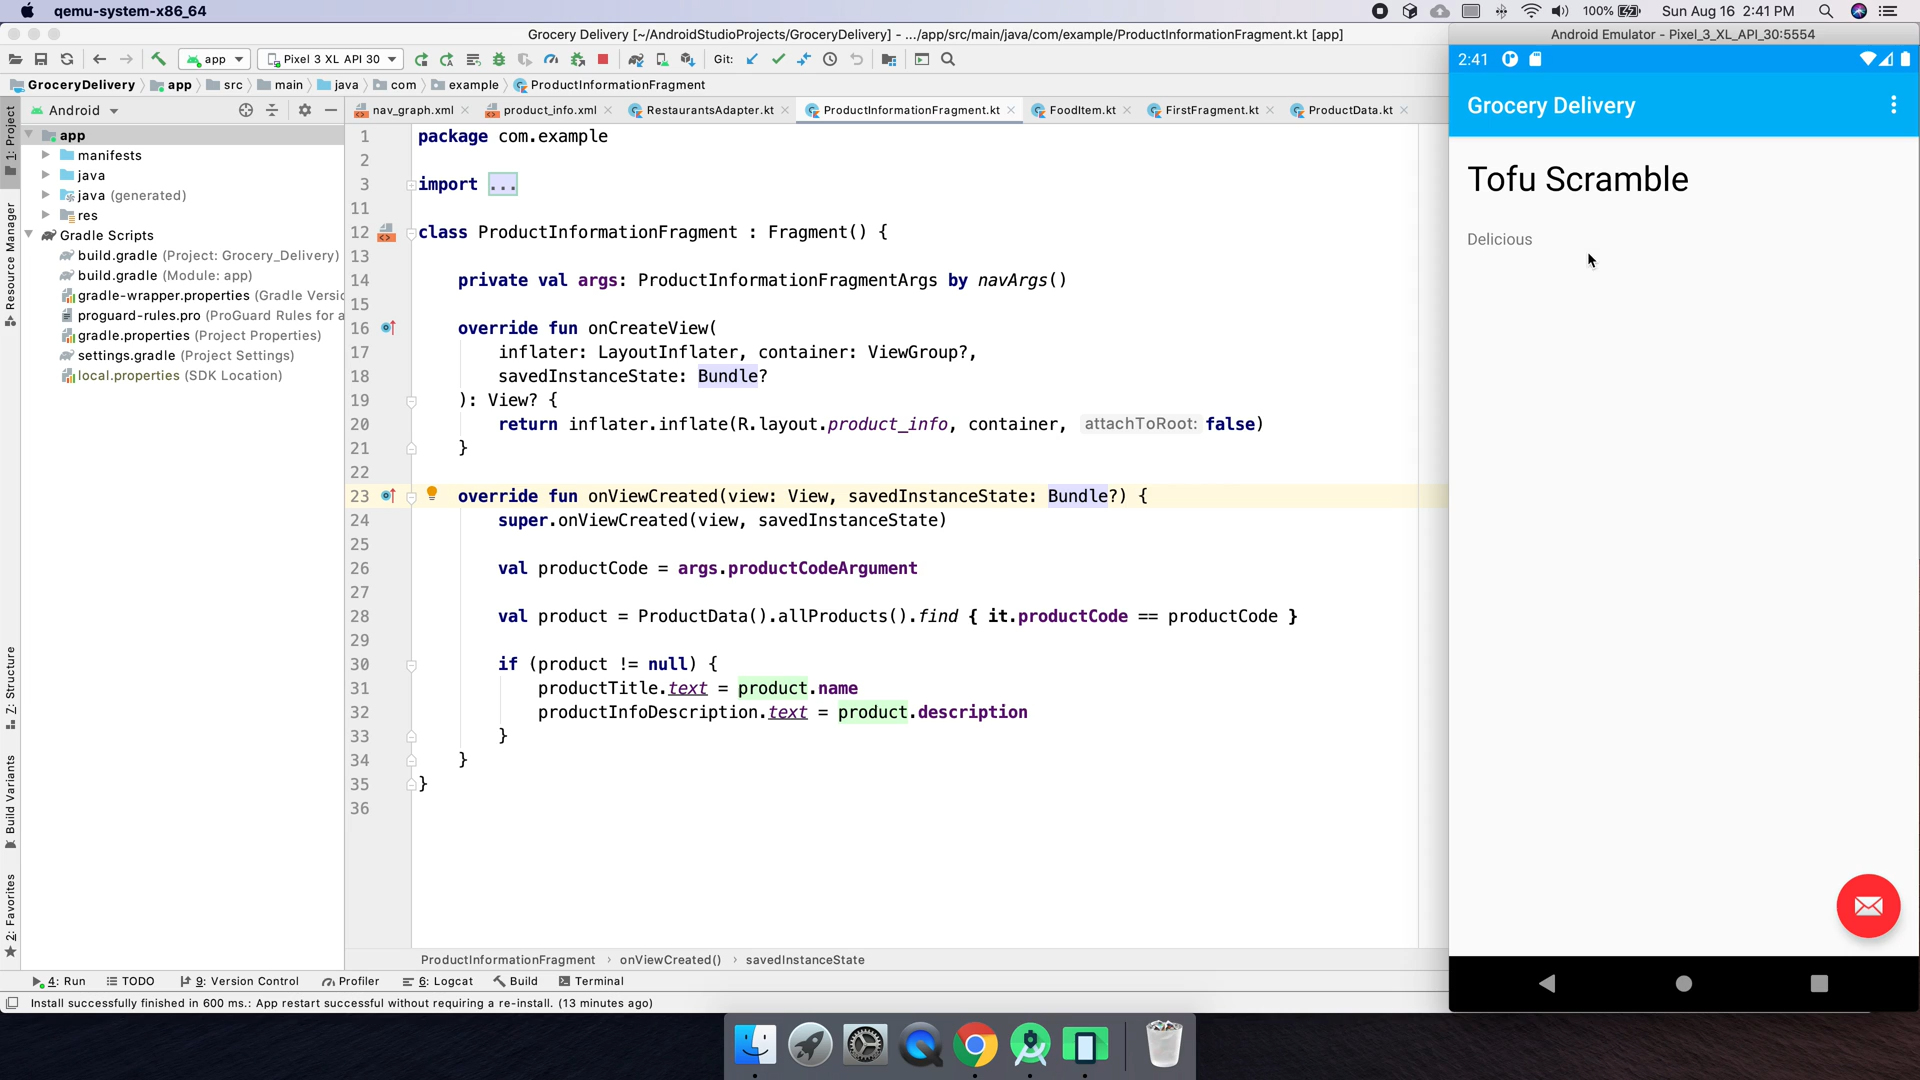 qemu-system-x86_64
100%
Sun Aug 16 2:41 PM
Grocery Delivery [~/AndroidStudioProjects/GroceryDelivery] - .../app/src/main/java/com/example/ProductInformationFragment.kt [app]
app
Pixel 3 XL API 30
Git:
GroceryDelivery
app
src
main
java
com
example
ProductInformationFragment
Android
nav_graph.xml
product_info.xml
RestaurantsAdapter.kt
ProductInformationFragment.kt
FoodItem.kt
FirstFragment.kt
ProductData.kt
1: Project
Resource Manager
7: Structure
Build Variants
2: Favorites
app
manifests
java
java (generated)
res
Gradle Scripts
build.gradle (Project: Grocery_Delivery)
build.gradle (Module: app)
gradle-wrapper.properties (Gradle Versic
proguard-rules.pro (ProGuard Rules for a
gradle.properties (Project Properties)
settings.gradle (Project Settings)
local.properties (SDK Location)
1 package com.example
2
3 import ...
11
12 class ProductInformationFragment : Fragment() {
13
14 private val args: ProductInformationFragmentArgs by navArgs()
15
16 override fun onCreateView(
17 inflater: LayoutInflater, container: ViewGroup?,
18 savedInstanceState: Bundle?
19 ): View? {
20 return inflater.inflate(R.layout.product_info, container, attachToRoot: false)
21 }
22
23 override fun onViewCreated(view: View, savedInstanceState: Bundle?) {
24 super.onViewCreated(view, savedInstanceState)
25
26 val productCode = args.productCodeArgument
27
28 val product = ProductData().allProducts().find { it.productCode == productCode }
29
30 if (product != null) {
31 productTitle.text = product.name
32 productInfoDescription.text = product.description
33 }
34 }
35 }
36
ProductInformationFragment › onViewCreated() › savedInstanceState
4: Run
TODO
9: Version Control
Profiler
6: Logcat
Build
Terminal
Install successfully finished in 600 ms.: App restart successful without requiring a re-install. (13 minutes ago)
Android Emulator - Pixel_3_XL_API_30:5554
2:41
Grocery Delivery
Tofu Scramble
Delicious